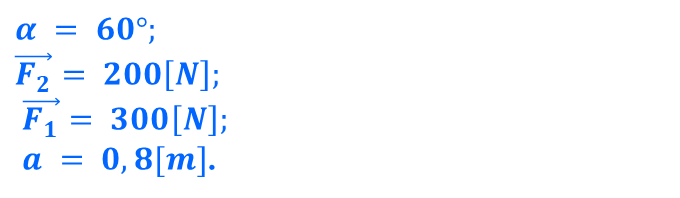 α = 60°;
F₂⃗ = 200[N];
F₁⃗ = 300[N];
a = 0,8[m].